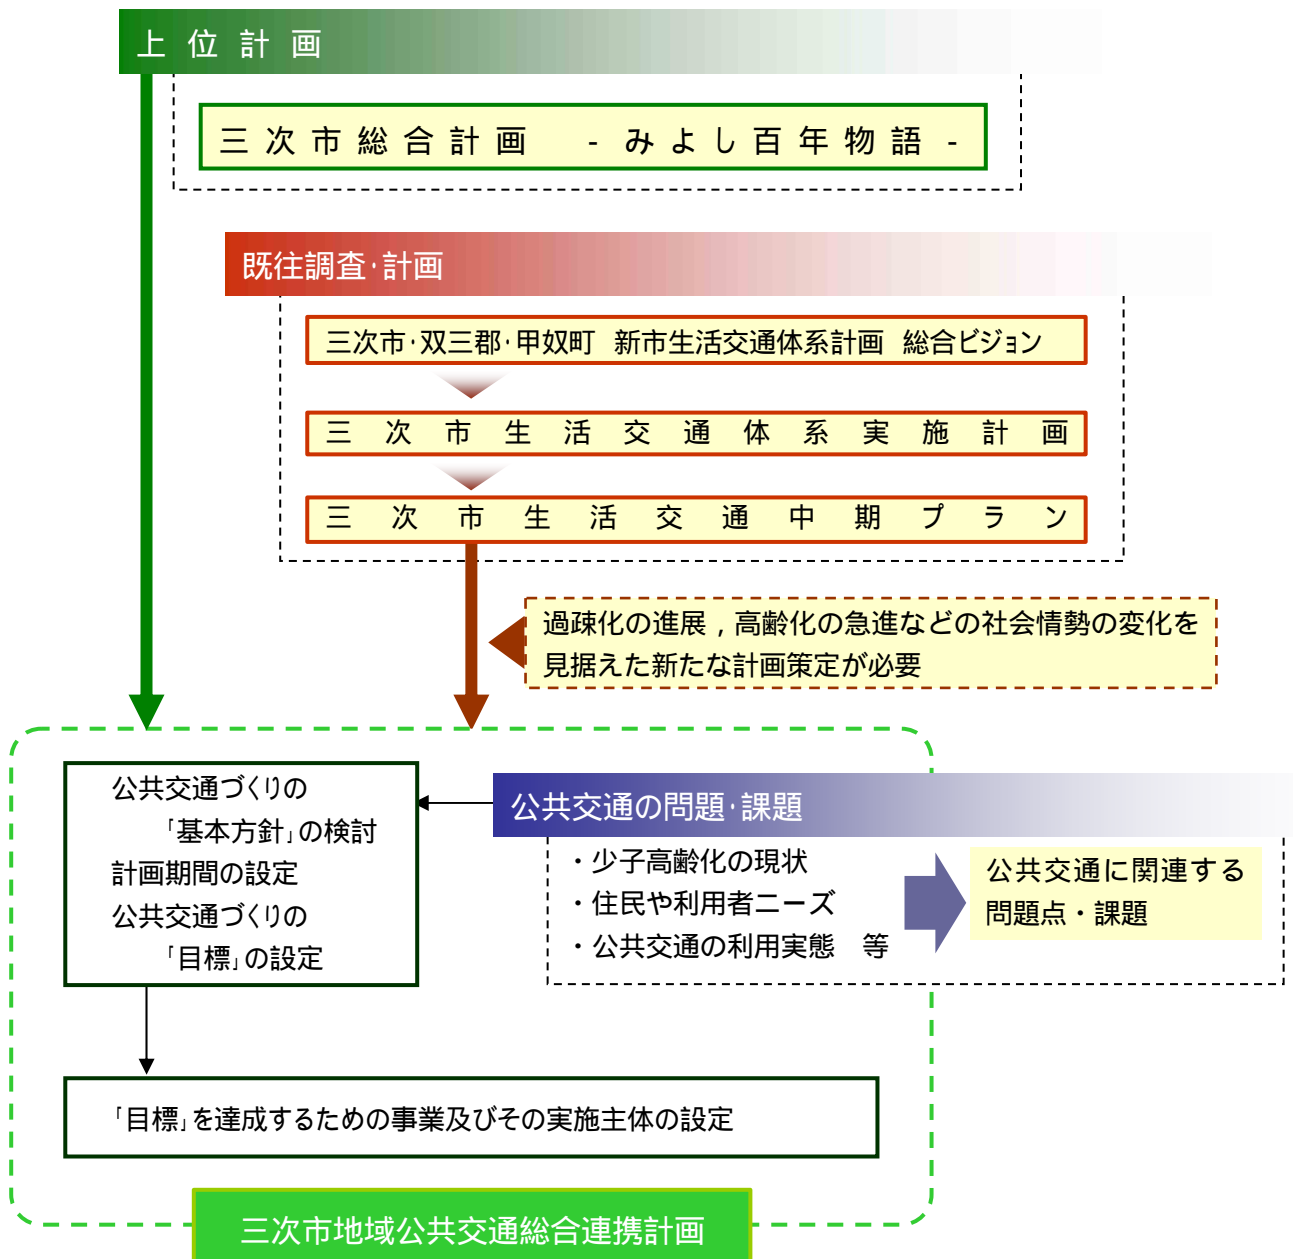 上位計画
三次市総合計画 - みよし百年物語 -
既往調査・計画
三次市・双三郡・甲奴町 新市生活交通体系計画 総合ビジョン
三次市生活交通体系実施計画
三次市生活交通中期プラン
過疎化の進展，高齢化の急進などの社会情勢の変化を
見据えた新たな計画策定が必要
公共交通づくりの
「基本方針」の検討
計画期間の設定
公共交通づくりの
「目標」の設定
公共交通の問題・課題
・少子高齢化の現状
・住民や利用者ニーズ
・公共交通の利用実態 等
公共交通に関連する
問題点・課題
「目標」を達成するための事業及びその実施主体の設定
三次市地域公共交通総合連携計画